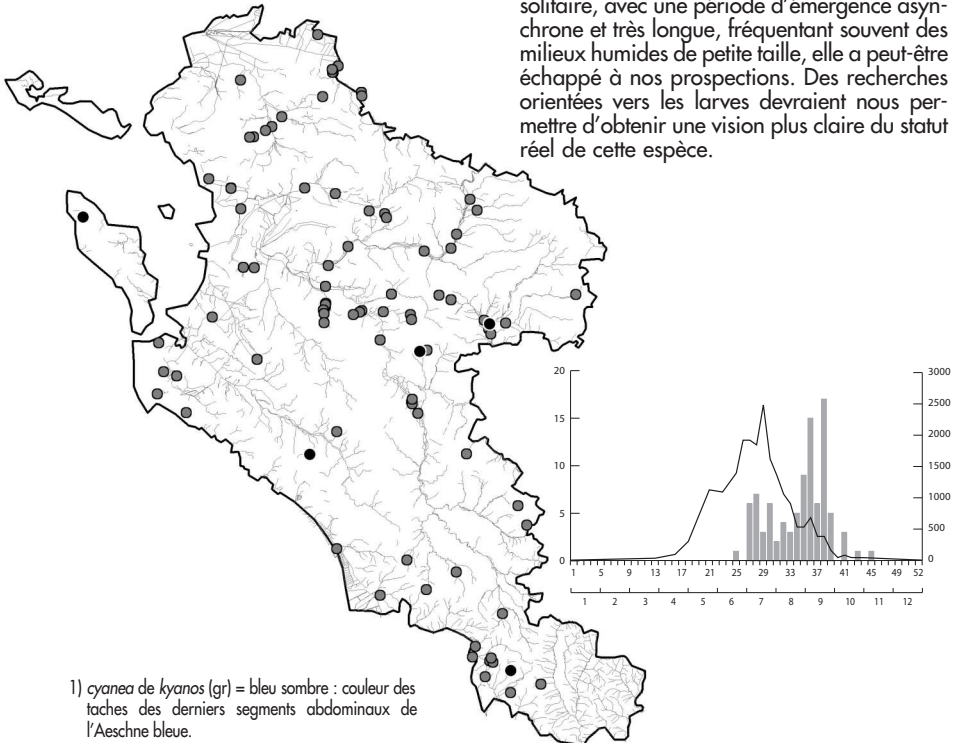 solitaire, avec une période d'émergence asyn-
chrone et très longue, fréquentant souvent des
milieux humides de petite taille, elle a peut-être
échappé à nos prospections. Des recherches
orientées vers les larves devraient nous per-
mettre d'obtenir une vision plus claire du statut
réel de cette espèce.
20
15
10
5
0
3000
2500
2000
1500
1000
500
0
1 5 9 13 17 21 25 29 33 37 41 45 49 52
1 2 3 4 5 6 7 8 9 10 11 12
1) cyanea de kyanos (gr) = bleu sombre : couleur des
taches des derniers segments abdominaux de
l'Aeschne bleue.